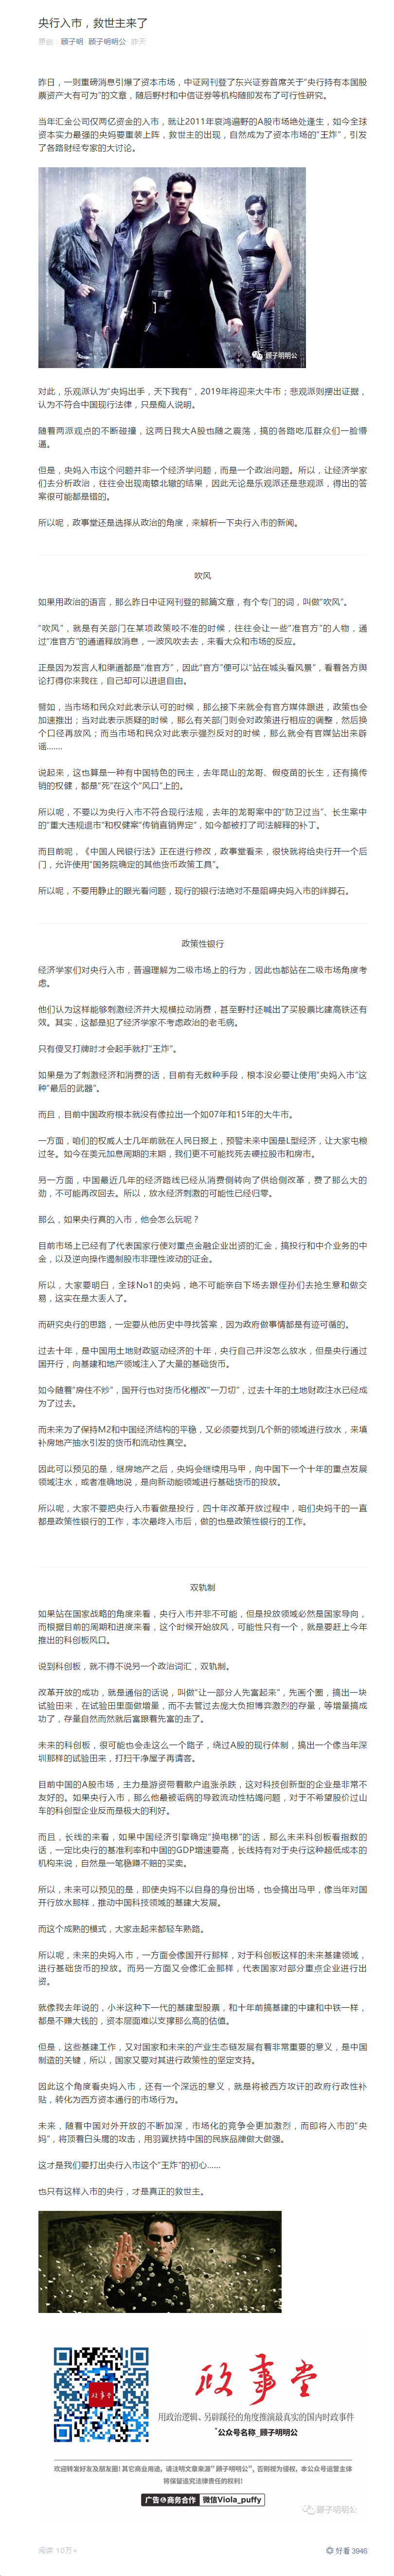 央行入市，救世主来了
原创： 顾子明 顾子明明公 昨天
昨日，一则重磅消息引爆了资本市场，中证网刊登了东兴证券首席关于“央行持有本国股
票资产大有可为”的文章，随后野村和中信证券等机构随即发布了可行性研究。
当年汇金公司仅两亿资金的入市，就让2011年哀鸿遍野的A股市场绝处逢生，如今全球
资本实力最强的央妈要重装上阵，救世主的出现，自然成为了资本市场的“王炸”，引发
了各路财经专家的大讨论。
顾子明明公
对此，乐观派认为“央妈出手，天下我有”，2019年将迎来大牛市；悲观派则摆出证据，
认为不符合中国现行法律，只是痴人说明。
随着两派观点的不断碰撞，这两日我大A股也随之震荡，搞的各路吃瓜群众们一脸懵
逼。
但是，央妈入市这个问题并非一个经济学问题，而是一个政治问题。所以，让经济学家
们去分析政治，往往会出现南辕北辙的结果，因此无论是乐观派还是悲观派，得出的答
案很可能都是错的。
所以呢，政事堂还是选择从政治的角度，来解析一下央行入市的新闻。
吹风
如果用政治的语言，那么昨日中证网刊登的那篇文章，有个专门的词，叫做“吹风”。
“吹风”，就是有关部门在某项政策咬不准的时候，往往会让一些“准官方”的人物，通
过“准官方”的通道释放消息，一波风吹去去，来看大众和市场的反应。
正是因为发言人和渠道都是“准官方”，因此“官方”便可以“站在城头看风景”，看着各方舆
论打得你来我往，自己却可以进退自由。
譬如，当市场和民众对此表示认可的时候，那么接下来就会有官方媒体跟进，政策也会
加速推出；当对此表示质疑的时候，那么有关部门则会对政策进行相应的调整，然后换
个口径再放风；而当市场和民众对此表示强烈反对的时候，那么就会有官媒站出来辟
谣……
说起来，这也算是一种有中国特色的民主，去年昆山的龙哥、假疫苗的长生，还有搞传
销的权健，都是“死”在这个“风口”上的。
所以呢，不要以为央行入市不符合现行法规，去年的龙哥案中的“防卫过当”、长生案中
的“重大违规退市”和权健案“传销直销界定”，如今都被打了司法解释的补丁。
而目前呢，《中国人民银行法》正在进行修改，政事堂看来，很快就将给央行开一个后
门，允许使用“国务院确定的其他货币政策工具”。
所以呢，不要用静止的眼光看问题，现行的银行法绝对不是阻碍央妈入市的绊脚石。
政策性银行
经济学家们对央行入市，普遍理解为二级市场上的行为，因此也都站在二级市场角度考
虑。
他们认为这样能够刺激经济并大规模拉动消费，甚至野村还喊出了买股票比建高铁还有
效。其实，这都是犯了经济学家不考虑政治的老毛病。
只有傻叉打牌时才会起手就打“王炸”。
如果是为了刺激经济和消费的话，目前有无数种手段，根本没必要让使用“央妈入市”这
种“最后的武器”。
而且，目前中国政府根本就没有像拉出一个如07年和15年的大牛市。
一方面，咱们的权威人士几年前就在人民日报上，预警未来中国是L型经济，让大家屯粮
过冬。如今在美元加息周期的末期，我们更不可能找死去硬拉股市和房市。
另一方面，中国最近几年的经济路线已经从消费侧转向了供给侧改革，费了那么大的
劲，不可能再改回去。所以，放水经济刺激的可能性已经归零。
那么，如果央行真的入市，他会怎么玩呢？
目前市场上已经有了代表国家行使对重点金融企业出资的汇金，搞投行和中介业务的中
金，以及逆向操作遏制股市非理性波动的证金。
所以，大家要明白，全球No1的央妈，绝不可能亲自下场去跟侄孙们去抢生意和做交
易，这实在是太丢人了。
而研究央行的思路，一定要从他历史中寻找答案，因为政府做事情都是有迹可循的。
过去十年，是中国用土地财政驱动经济的十年，央行自己并没怎么放水，但是央行通过
国开行，向基建和地产领域注入了大量的基础货币。
如今随着“房住不炒”，国开行也对货币化棚改“一刀切”，过去十年的土地财政注水已经成
为了过去。
而未来为了保持M2和中国经济结构的平稳，又必须要找到几个新的领域进行放水，来填
补房地产抽水引发的货币和流动性真空。
因此可以预见的是，继房地产之后，央妈会继续用马甲，向中国下一个十年的重点发展
领域注水，或者准确地说，是向新动能领域进行基础货币的投放。
所以呢，大家不要把央行入市看做是投行，四十年改革开放过程中，咱们央妈干的一直
都是政策性银行的工作，本次最终入市后，做的也是政策性银行的工作。
双轨制
如果站在国家战略的角度来看，央行入市并非不可能，但是投放领域必然是国家导向，
而根据目前的周期和进度来看，这个时候开始放风，可能性只有一个，就是要赶上今年
推出的科创板风口。
说到科创板，就不得不说另一个政治词汇，双轨制。
改革开放的成功，就是通俗的话说，叫做“让一部分人先富起来”，先画个圈，搞出一块
试验田来，在试验田里面做增量，而不去管过去庞大负担博弈激烈的存量，等增量搞成
功了，存量自然而然就后富跟着先富的走了。
未来的科创板，很可能也会走这么一个路子，绕过A股的现行体制，搞出一个像当年深
圳那样的试验田来，打扫干净屋子再请客。
目前中国的A股市场，主力是游资带着散户追涨杀跌，这对科技创新型的企业是非常不
友好的。如果央行入市，那么他最被诟病的导致流动性枯竭问题，对于不希望股价过山
车的科创型企业反而是极大的利好。
而且，长线的来看，如果中国经济引擎确定“换电梯”的话，那么未来科创板看指数的
话，一定比央行的基准利率和中国的GDP增速要高，长线持有对于央行这种超低成本的
机构来说，自然是一笔稳赚不赔的买卖。
所以，未来可以预见的是，即使央妈不以自身的身份出场，也会搞出马甲，像当年对国
开行放水那样，推动中国科技领域的基建大发展。
而这个成熟的模式，大家走起来都轻车熟路。
所以呢，未来的央妈入市，一方面会像国开行那样，对于科创板这样的未来基建领域，
进行基础货币的投放。而另一方面又会像汇金那样，代表国家对部分重点企业进行出
资。
就像我去年说的，小米这种下一代的基建型股票，和十年前搞基建的中建和中铁一样，
都是不赚大钱的，资本层面难以支撑那么高的估值。
但是，这些基建工作，又对国家和未来的产业生态链发展有着非常重要的意义，是中国
制造的关键，所以，国家又要对其进行政策性的坚定支持。
因此这个角度看央妈入市，还有一个深远的意义，就是将被西方攻讦的政府行政性补
贴，转化为西方资本通行的市场行为。
未来，随着中国对外开放的不断加深，市场化的竞争会更加激烈，而即将入市的“央
妈”，将顶着白头鹰的攻击，用羽翼扶持中国的民族品牌做大做强。
这才是我们要打出央行入市这个“王炸”的初心……
也只有这样入市的央行，才是真正的救世主。
政事堂
政事堂
用政治逻辑、另辟蹊径的角度推演最真实的国内时政事件
*公众号名称_顾子明明公
欢迎转发好友及朋友圈！其它商业用途，请注明文章来源“顾子明明公”，否则视为侵权，本公众号运营主体
将保留追究法律责任的权利！
广告&商务合作 微信Viola_puffy
顾子明明公
阅读 10万+ 好看 3946